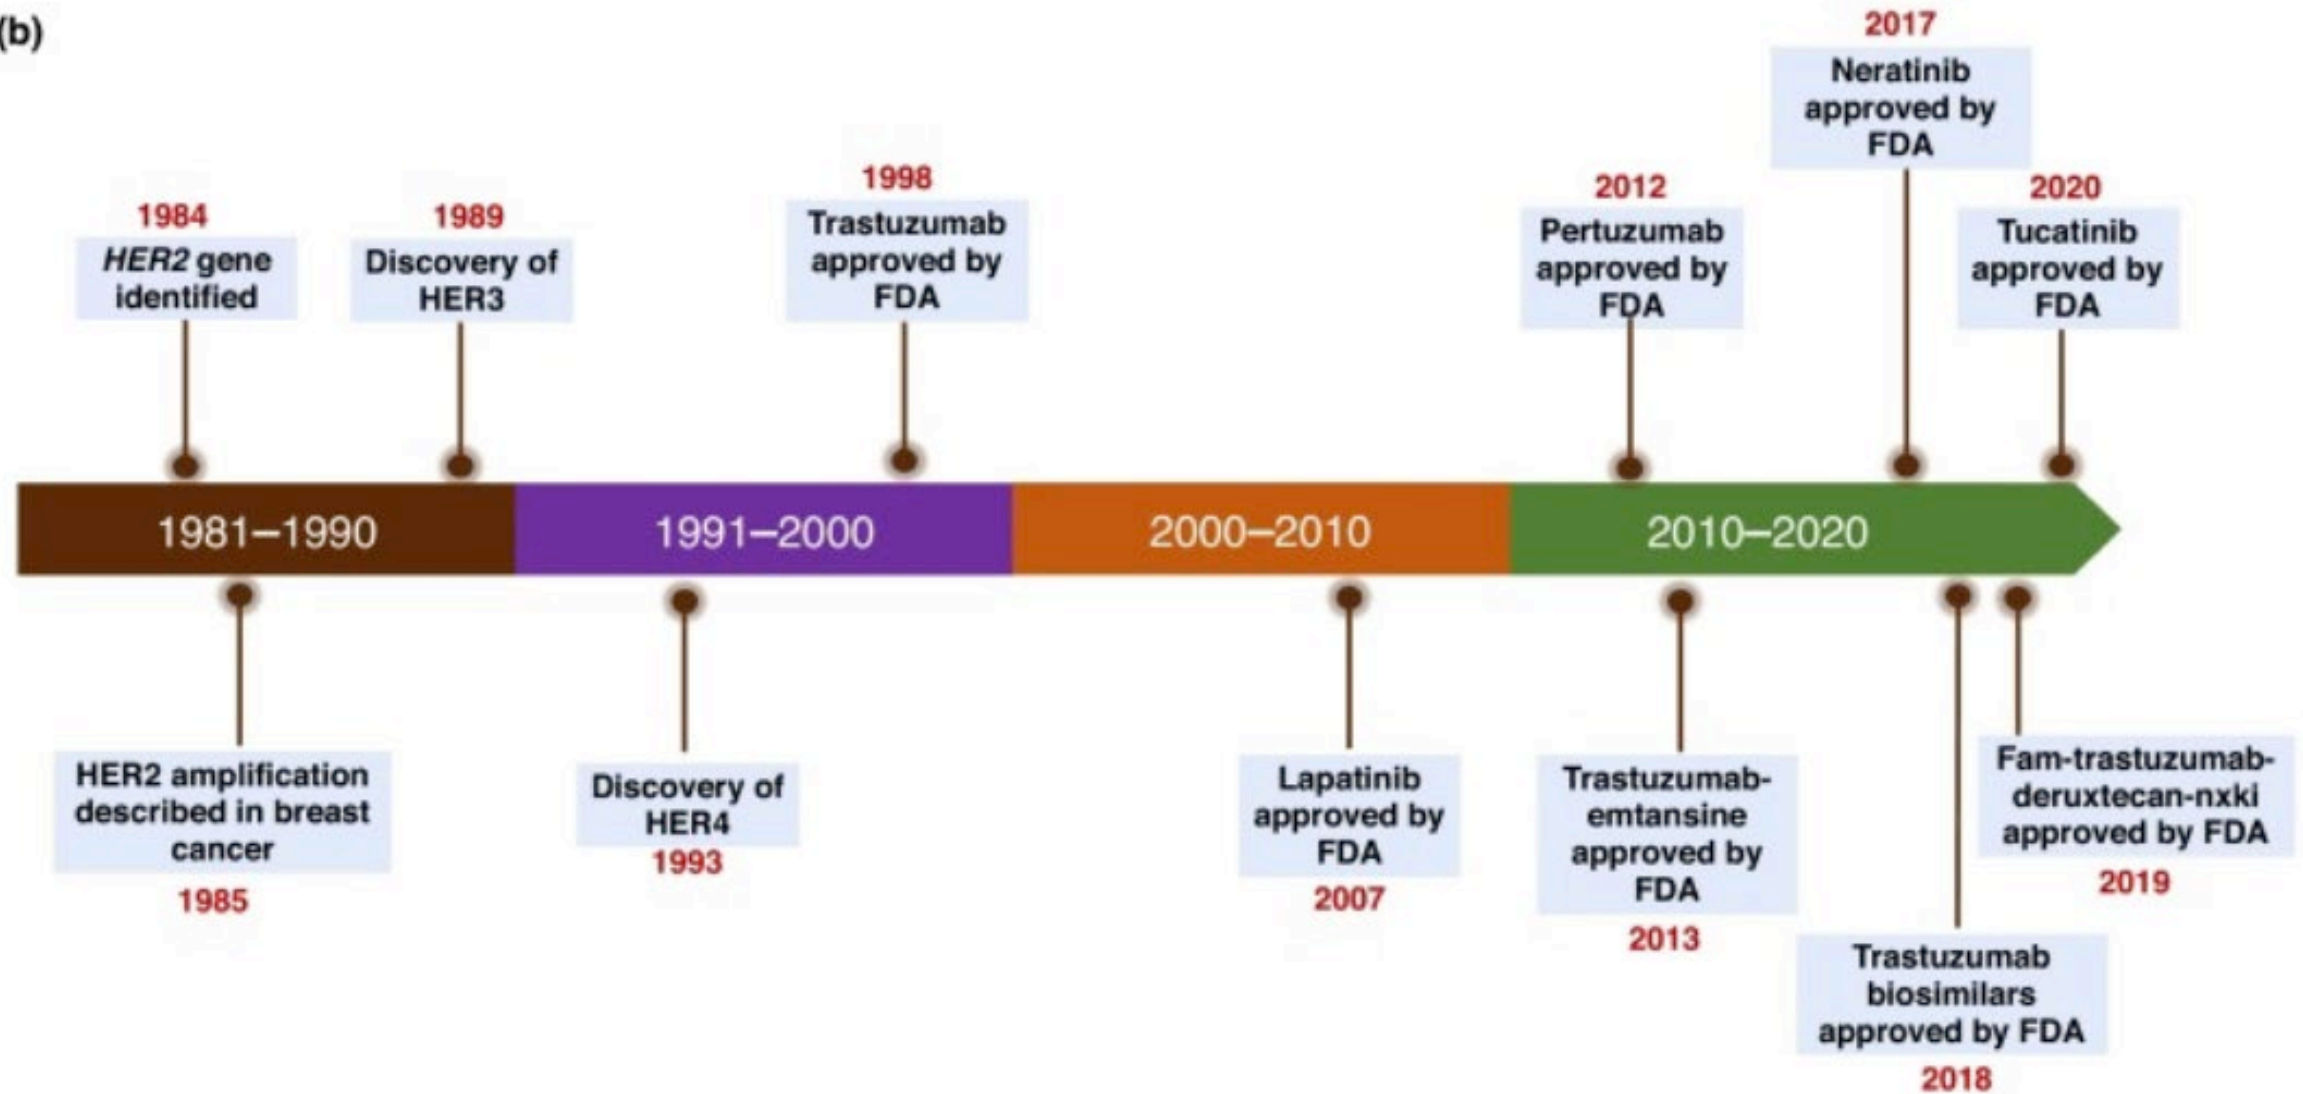 (b)
2017
Neratinib
approved by
FDA
1984
HER2 gene
identified
1989
Discovery of
HER3
1998
Trastuzumab
approved by
FDA
2012
Pertuzumab
approved by
FDA
2020
Tucatinib
approved by
FDA
1981–1990
1991–2000
2000–2010
2010–2020
HER2 amplification
described in breast
cancer
1985
Discovery of
HER4
1993
Lapatinib
approved by
FDA
2007
Trastuzumab-
emtansine
approved by
FDA
2013
Fam-trastuzumab-
deruxtecan-nxki
approved by FDA
2019
Trastuzumab
biosimilars
approved by FDA
2018